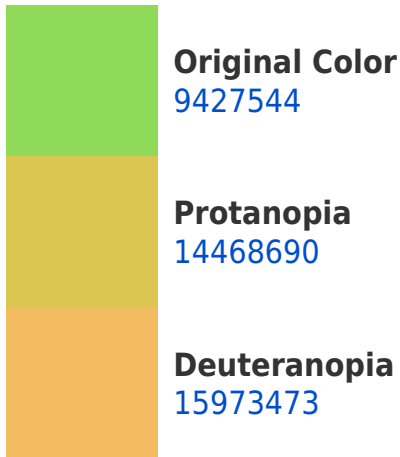 Original Color
9427544
Protanopia
14468690
Deuteranopia
15973473